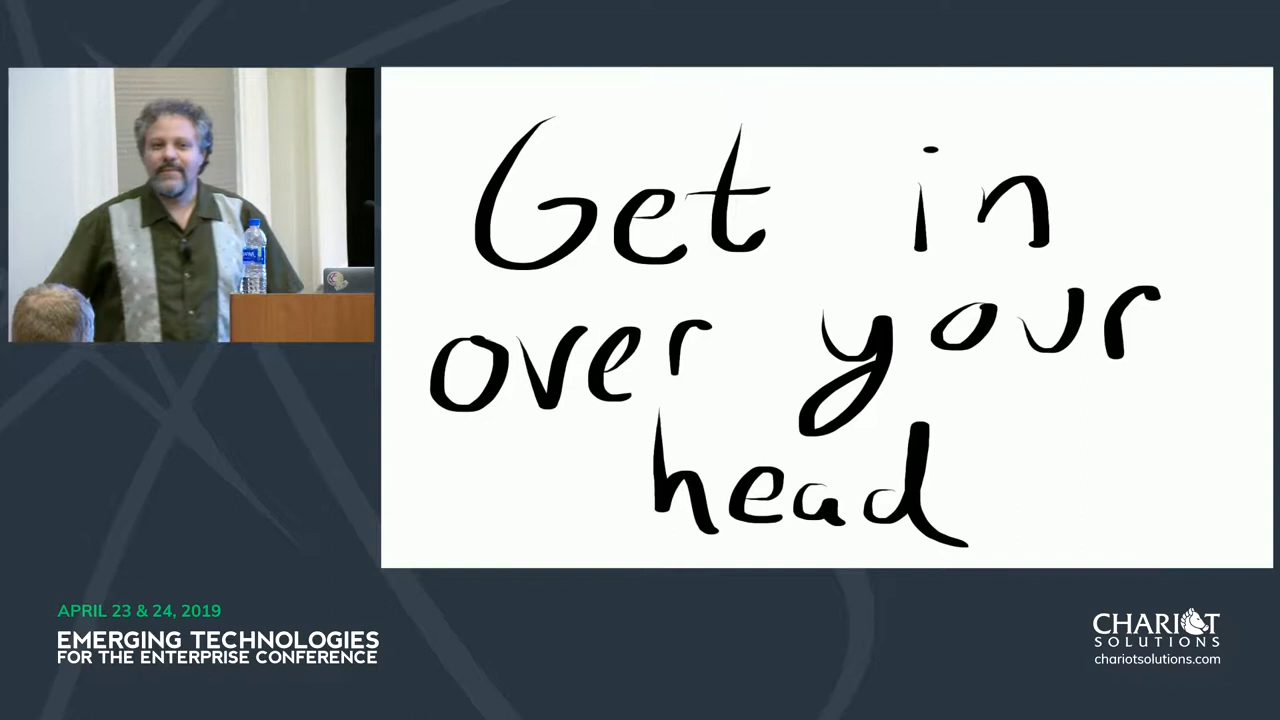 Get in
over your
head
APRIL 23 & 24, 2019
EMERGING TECHNOLOGIES
FOR THE ENTERPRISE CONFERENCE
CHARIOT
SOLUTIONS
chariotsolutions.com